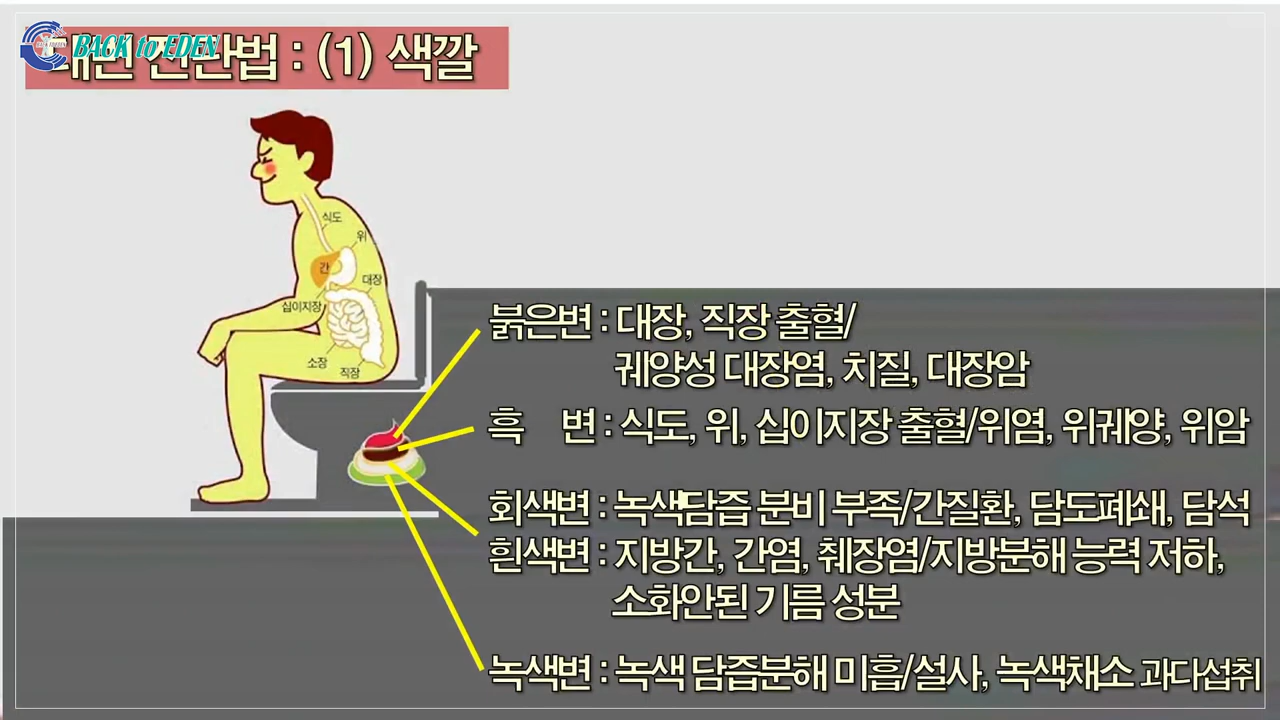 BACK to EDEN
대변 진단법 : (1) 색깔
식도
위
간
대장
십이지장
소장
직장
붉은변 : 대장, 직장 출혈/
궤양성 대장염, 치질, 대장암
흑 변 : 식도, 위, 십이지장 출혈/위염, 위궤양, 위암
회색변 : 녹색담즙 분비 부족/간질환, 담도폐쇄, 담석
흰색변 : 지방간, 간염, 췌장염/지방분해 능력 저하,
소화안된 기름 성분
녹색변 : 녹색 담즙분해 미흡/설사, 녹색채소 과다섭취